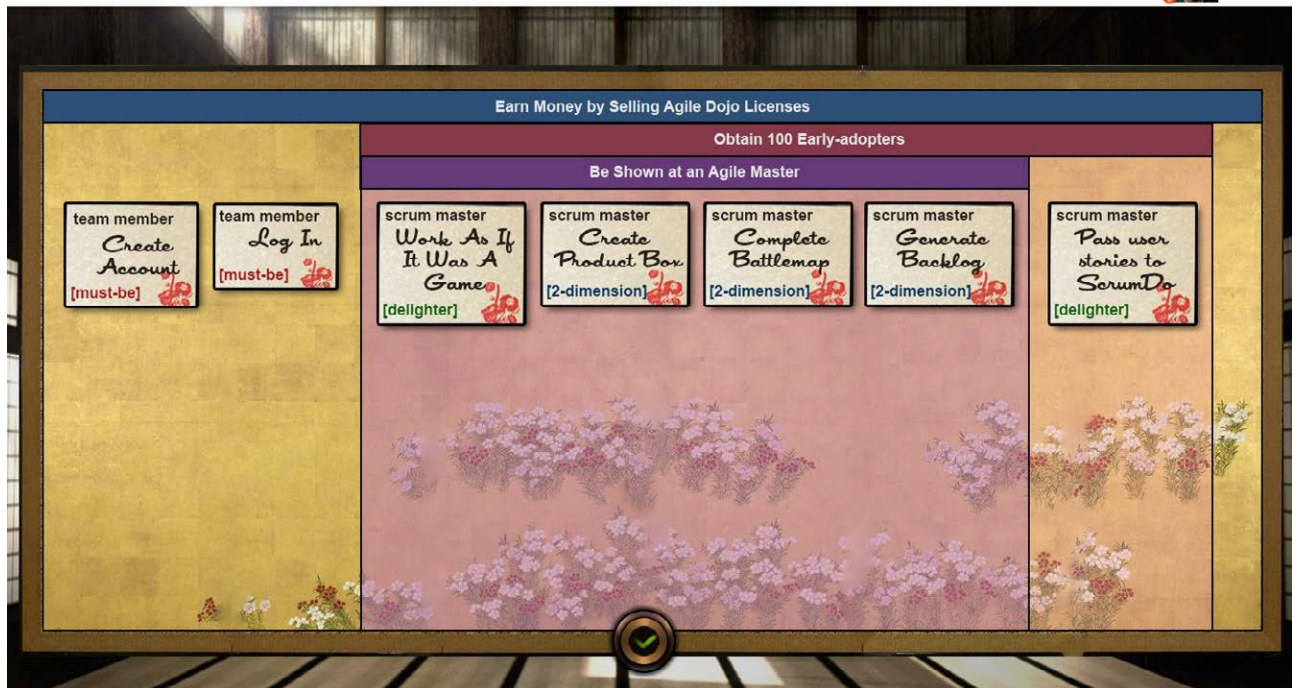 Earn Money by Selling Agile Dojo Licenses
Obtain 100 Early-adopters
Be Shown at an Agile Master
team member
Create
Account
[must-be]
team member
Log In
[must-be]
scrum master
Work As If
It Was A
Game
[delighter]
scrum master
Create
Product Box
[2-dimension]
scrum master
Complete
Battlemap
[2-dimension]
scrum master
Generate
Backlog
[2-dimension]
scrum master
Pass user
stories to
ScrumDo
[delighter]